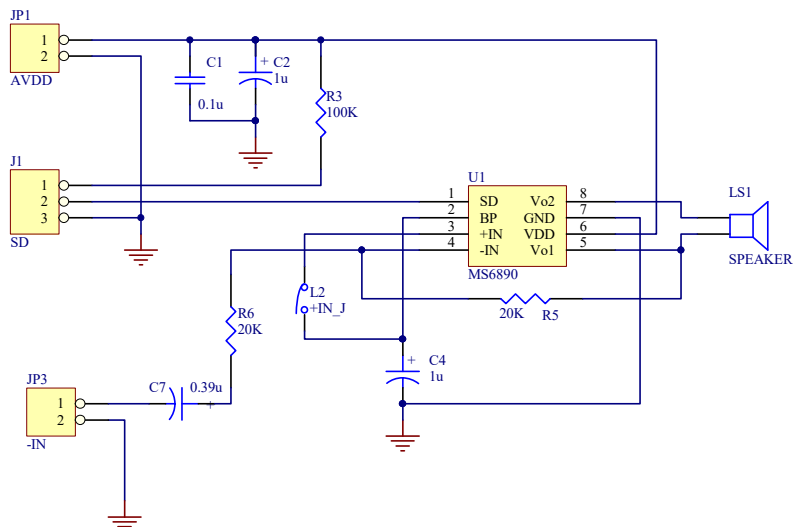 JP1
1
2
AVDD
C1
0.1u
+ C2
1u
R3
100K
J1
1
2
3
SD
U1
1 SD Vo2 8
2 BP GND 7
3 +IN VDD 6
4 -IN Vo1 5
MS6890
LS1
SPEAKER
L2
+IN_J
R6
20K
20K R5
+ C4
1u
JP3
1
2
-IN
C7 0.39u
+